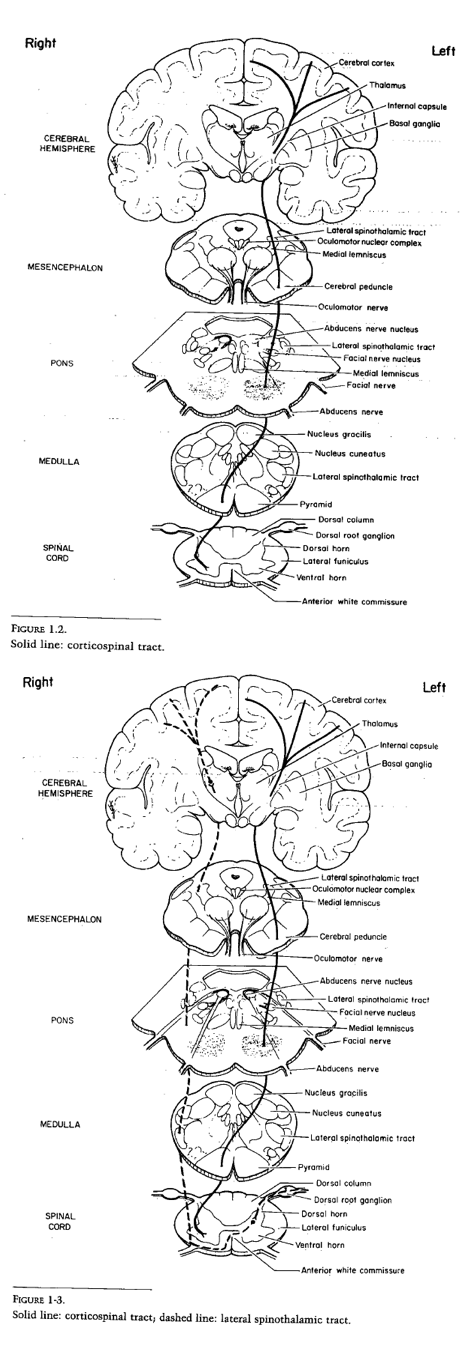 Right
Left
Cerebral cortex
Thalamus
Internal capsule
Basal ganglia
CEREBRAL
HEMISPHERE
Lateral spinothalamic tract
Oculomotor nuclear complex
Medial lemniscus
MESENCEPHALON
Cerebral peduncle
Oculomotor nerve
Abducens nerve nucleus
Lateral spinothalamic tract
Facial nerve nucleus
PONS
Medial lemniscus
Facial nerve
Abducens nerve
Nucleus gracilis
Nucleus cuneatus
MEDULLA
Lateral spinothalamic tract
Pyramid
Dorsal column
Dorsal root ganglion
SPINAL
CORD
Dorsal horn
Lateral funiculus
Ventral horn
Anterior white commissure
FIGURE 1.2.
Solid line: corticospinal tract.
Right
Left
Cerebral cortex
Thalamus
Internal capsule
Basal ganglia
CEREBRAL
HEMISPHERE
Lateral spinothalamic tract
Oculomotor nuclear complex
Medial lemniscus
MESENCEPHALON
Cerebral peduncle
Oculomotor nerve
Abducens nerve nucleus
Lateral spinothalamic tract
Facial nerve nucleus
PONS
Medial lemniscus
Facial nerve
Abducens nerve
Nucleus gracilis
Nucleus cuneatus
MEDULLA
Lateral spinothalamic tract
Pyramid
Dorsal column
Dorsal root ganglion
SPINAL
CORD
Dorsal horn
Lateral funiculus
Ventral horn
Anterior white commissure
FIGURE 1-3.
Solid line: corticospinal tract; dashed line: lateral spinothalamic tract.